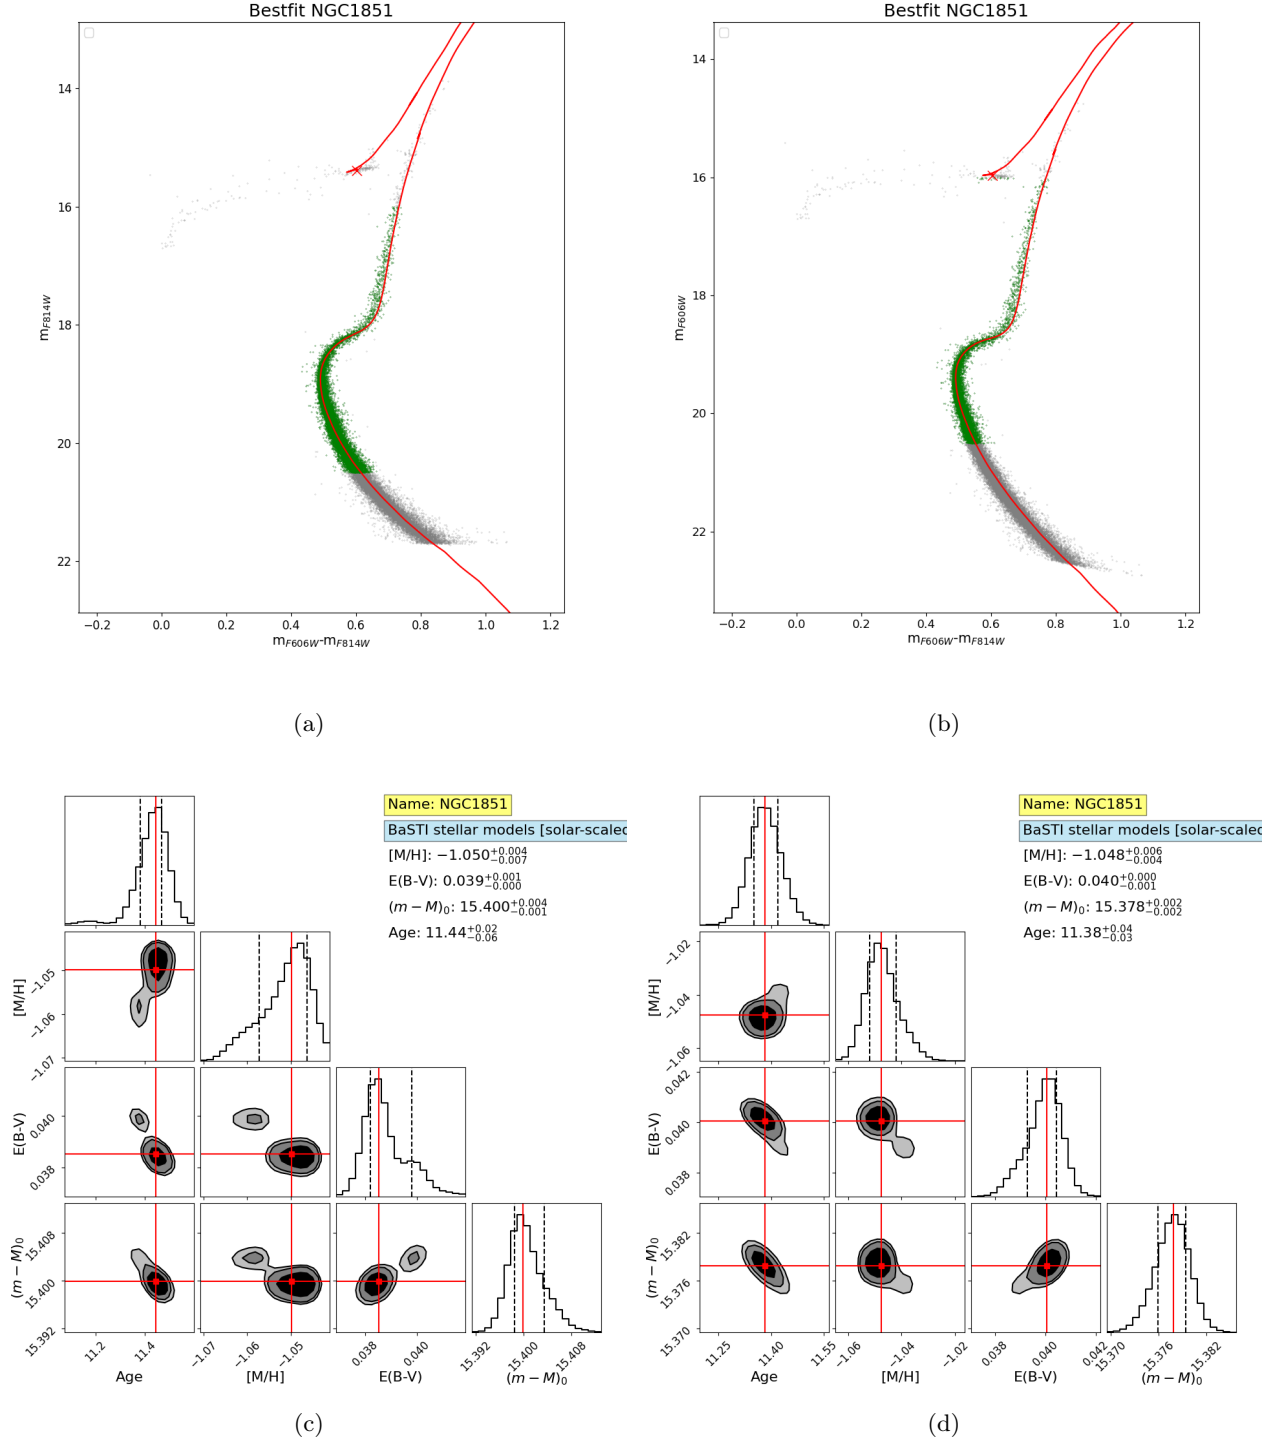 Bestfit NGC1851
14
16
18
20
22
m_F814W
−0.2 0.0 0.2 0.4 0.6 0.8 1.0 1.2
m_F606W-m_F814W
(a)
Bestfit NGC1851
14
16
18
20
22
m_F606W
−0.2 0.0 0.2 0.4 0.6 0.8 1.0 1.2
m_F606W-m_F814W
(b)
Name: NGC1851
BaSTI stellar models [solar-scaled
[M/H]: −1.050 +0.004 −0.007
E(B-V): 0.039 +0.001 −0.000
(m − M)₀: 15.400 +0.004 −0.001
Age: 11.44 +0.02 −0.06
[M/H]
−1.05
−1.06
−1.07
E(B-V)
0.040
0.038
(m − M)₀
15.408
15.400
15.392
11.2 11.4
Age
−1.07 −1.06 −1.05
[M/H]
0.038 0.040
E(B-V)
15.392 15.400 15.408
(m − M)₀
(c)
Name: NGC1851
BaSTI stellar models [solar-scaled
[M/H]: −1.048 +0.006 −0.004
E(B-V): 0.040 +0.000 −0.001
(m − M)₀: 15.378 +0.002 −0.002
Age: 11.38 +0.04 −0.03
[M/H]
−1.02
−1.04
−1.06
E(B-V)
0.042
0.040
0.038
(m − M)₀
15.382
15.376
15.370
11.25 11.40 11.55
Age
−1.06 −1.04 −1.02
[M/H]
0.038 0.040 0.042
E(B-V)
15.370 15.376 15.382
(m − M)₀
(d)